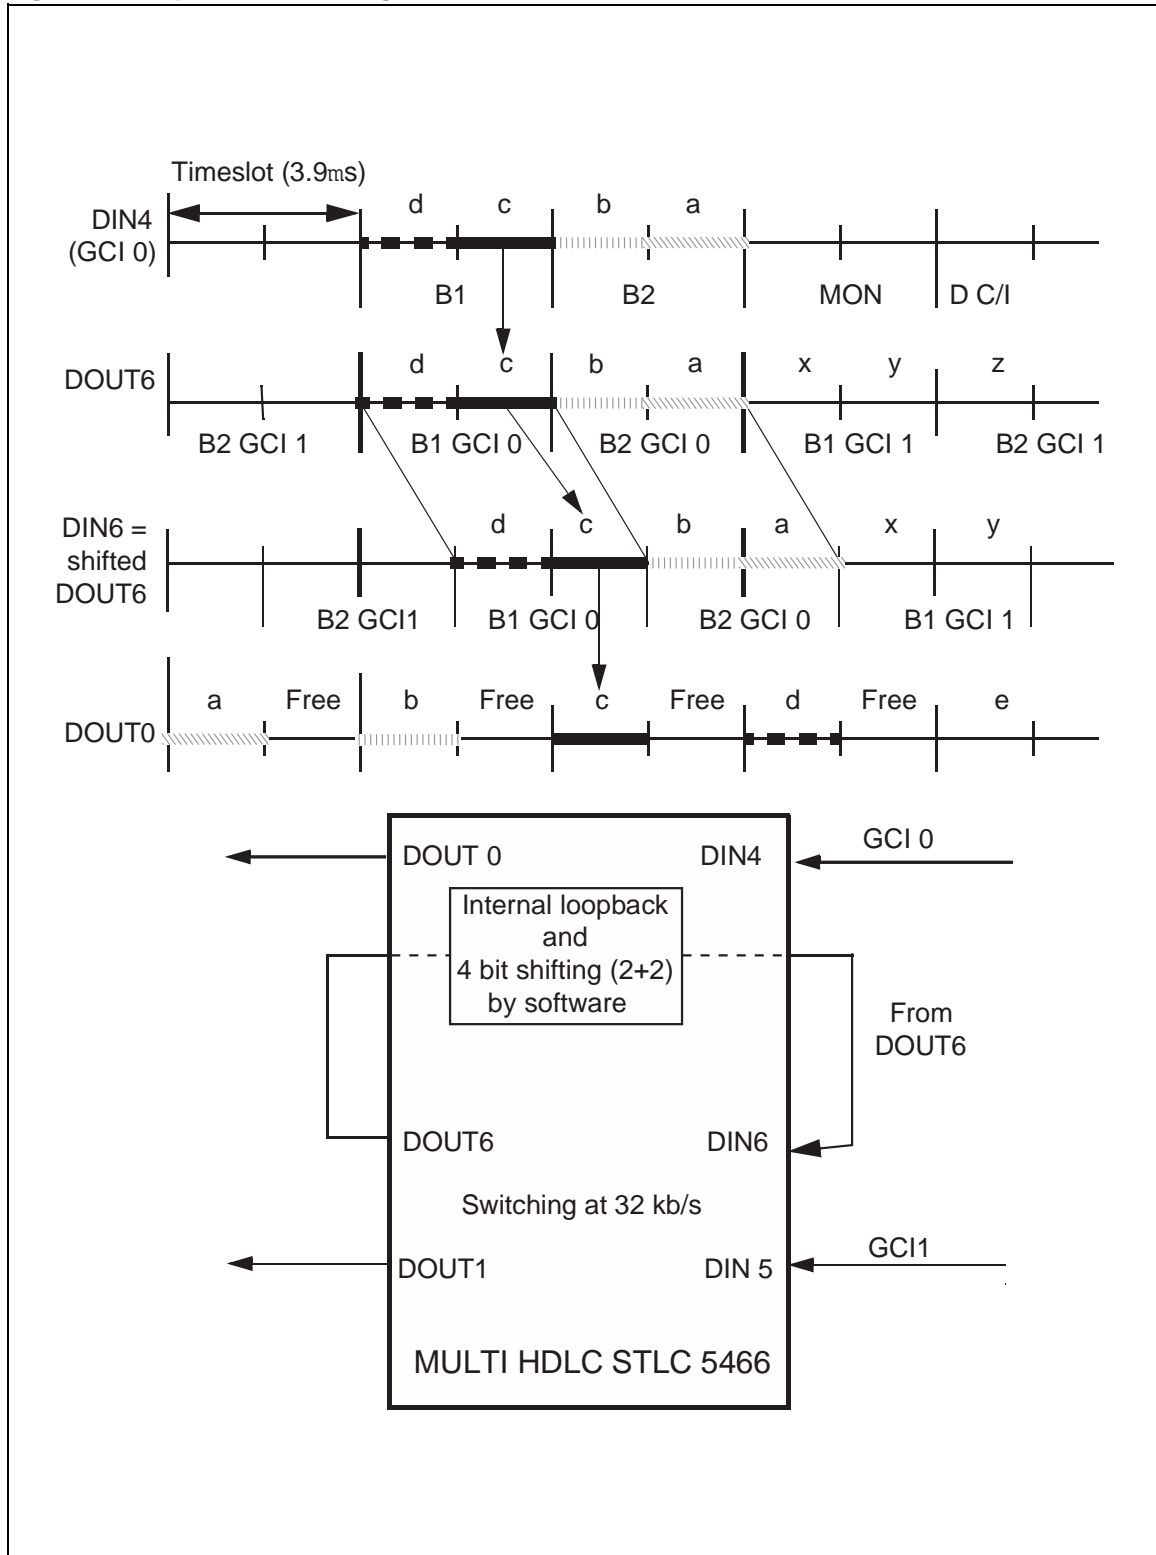 Timeslot (3.9ms)
DIN4
(GCI 0)
d c b a
B1 B2 MON D C/I
DOUT6
d c b a x y z
B2 GCI 1 B1 GCI 0 B2 GCI 0 B1 GCI 1 B2 GCI 1
DIN6 =
shifted
DOUT6
d c b a x y
B2 GCI1 B1 GCI 0 B2 GCI 0 B1 GCI 1
DOUT0
a Free b Free c Free d Free e
DOUT 0 DIN4 GCI 0
Internal loopback
and
4 bit shifting (2+2)
by software
From
DOUT6
DOUT6 DIN6
Switching at 32 kb/s
DOUT1 DIN 5 GCI1
MULTI HDLC STLC 5466